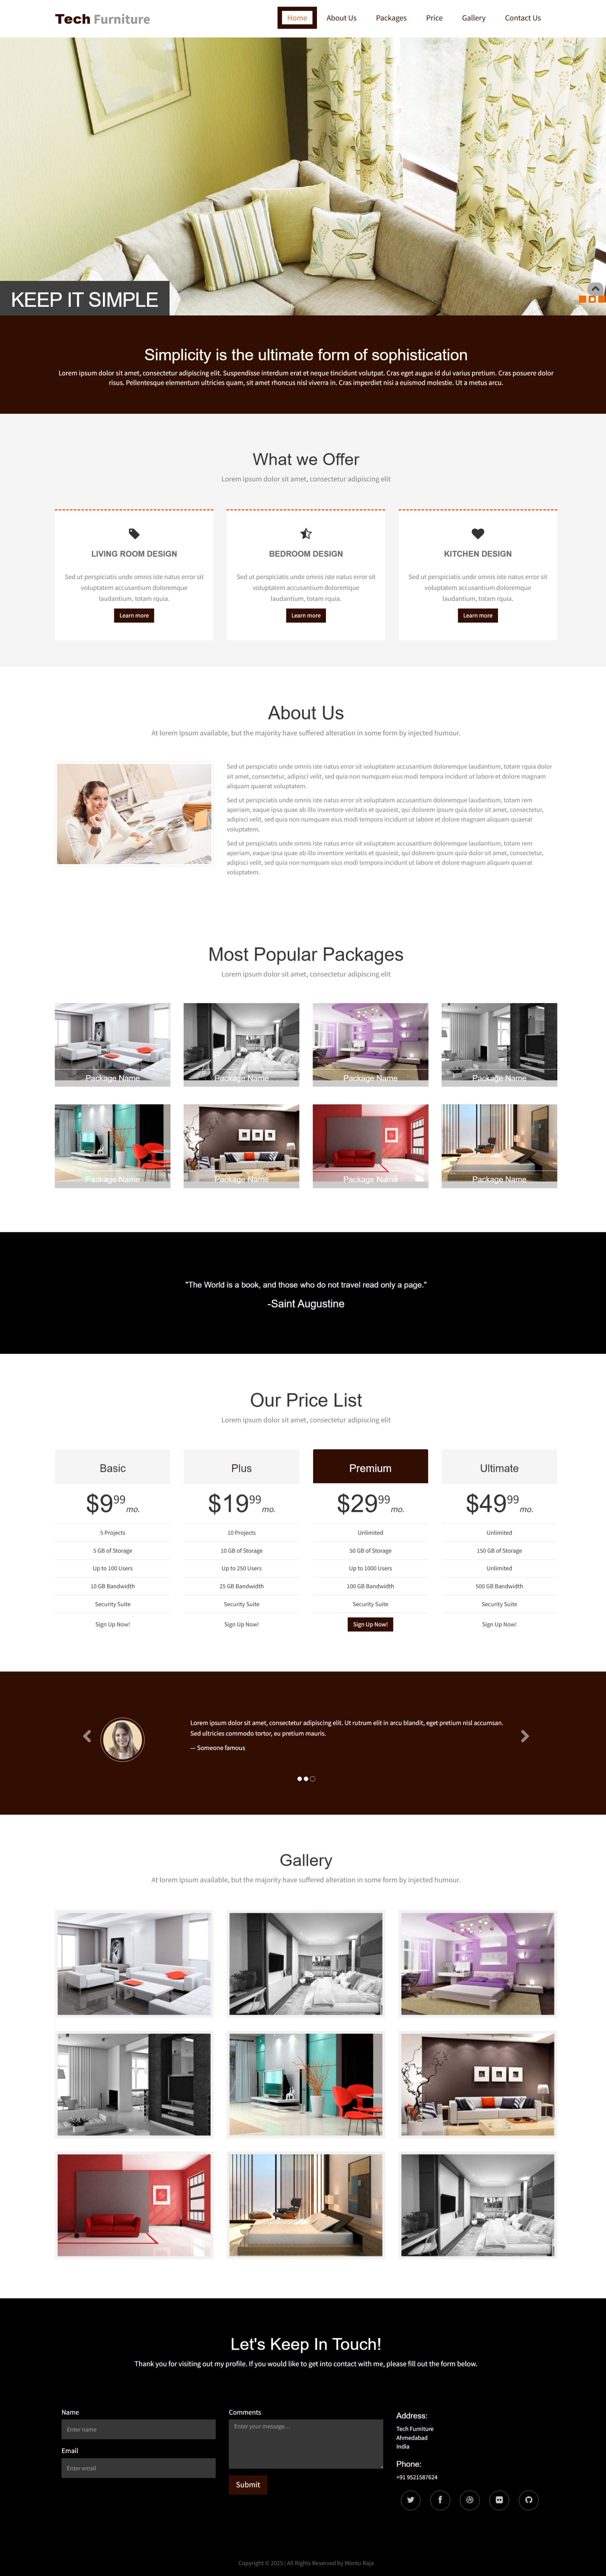 Tech Furniture
Home
About Us
Packages
Price
Gallery
Contact Us
KEEP IT SIMPLE
Simplicity is the ultimate form of sophistication
Lorem ipsum dolor sit amet, consectetur adipiscing elit. Suspendisse interdum erat et neque tincidunt volutpat. Cras eget augue id dui varius pretium. Cras posuere dolor
risus. Pellentesque elementum ultricies quam, sit amet rhoncus nisl viverra in. Cras imperdiet nisi a euismod molestie. Ut a metus arcu.
What we Offer
Lorem ipsum dolor sit amet, consectetur adipiscing elit
LIVING ROOM DESIGN
Sed ut perspiciatis unde omnis iste natus error sit
voluptatem accusantium doloremque
laudantium, totam rquia.
Learn more
BEDROOM DESIGN
Sed ut perspiciatis unde omnis iste natus error sit
voluptatem accusantium doloremque
laudantium, totam rquia.
Learn more
KITCHEN DESIGN
Sed ut perspiciatis unde omnis iste natus error sit
voluptatem accusantium doloremque
laudantium, totam rquia.
Learn more
About Us
At lorem Ipsum available, but the majority have suffered alteration in some form by injected humour.
Sed ut perspiciatis unde omnis iste natus error sit voluptatem accusantium doloremque laudantium, totam rquia dolor
sit amet, consectetur, adipisci velit, sed quia non numquam eius modi tempora incidunt ut labore et dolore magnam
aliquam quaerat voluptatem.
Sed ut perspiciatis unde omnis iste natus error sit voluptatem accusantium doloremque laudantium, totam rem
aperiam, eaque ipsa quae ab illo inventore veritatis et quasiest, qui dolorem ipsum quia dolor sit amet, consectetur,
adipisci velit, sed quia non numquam eius modi tempora incidunt ut labore et dolore magnam aliquam quaerat
voluptatem.
Sed ut perspiciatis unde omnis iste natus error sit voluptatem accusantium doloremque laudantium, totam rem
aperiam, eaque ipsa quae ab illo inventore veritatis et quasiest, qui dolorem ipsum quia dolor sit amet, consectetur,
adipisci velit, sed quia non numquam eius modi tempora incidunt ut labore et dolore magnam aliquam quaerat
voluptatem.
Most Popular Packages
Lorem ipsum dolor sit amet, consectetur adipiscing elit
Package Name
Package Name
Package Name
Package Name
Package Name
Package Name
Package Name
Package Name
"The World is a book, and those who do not travel read only a page."
-Saint Augustine
Our Price List
Lorem ipsum dolor sit amet, consectetur adipiscing elit
Basic
$9 99 mo.
5 Projects
5 GB of Storage
Up to 100 Users
10 GB Bandwidth
Security Suite
Sign Up Now!
Plus
$19 99 mo.
10 Projects
10 GB of Storage
Up to 250 Users
25 GB Bandwidth
Security Suite
Sign Up Now!
Premium
$29 99 mo.
Unlimited
50 GB of Storage
Up to 1000 Users
100 GB Bandwidth
Security Suite
Sign Up Now!
Ultimate
$49 99 mo.
Unlimited
150 GB of Storage
Unlimited
500 GB Bandwidth
Security Suite
Sign Up Now!
Lorem ipsum dolor sit amet, consectetur adipiscing elit. Ut rutrum elit in arcu blandit, eget pretium nisl accumsan.
Sed ultricies commodo tortor, eu pretium mauris.
— Someone famous
Gallery
At lorem Ipsum available, but the majority have suffered alteration in some form by injected humour.
Let's Keep In Touch!
Thank you for visiting out my profile. If you would like to get into contact with me, please fill out the form below.
Name
Enter name
Email
Enter email
Comments
Enter your message...
Submit
Address:
Tech Furniture
Ahmedabad
India
Phone:
+91 9521587624
Copyright © 2025 | All Rights Reserved by Montu Raja